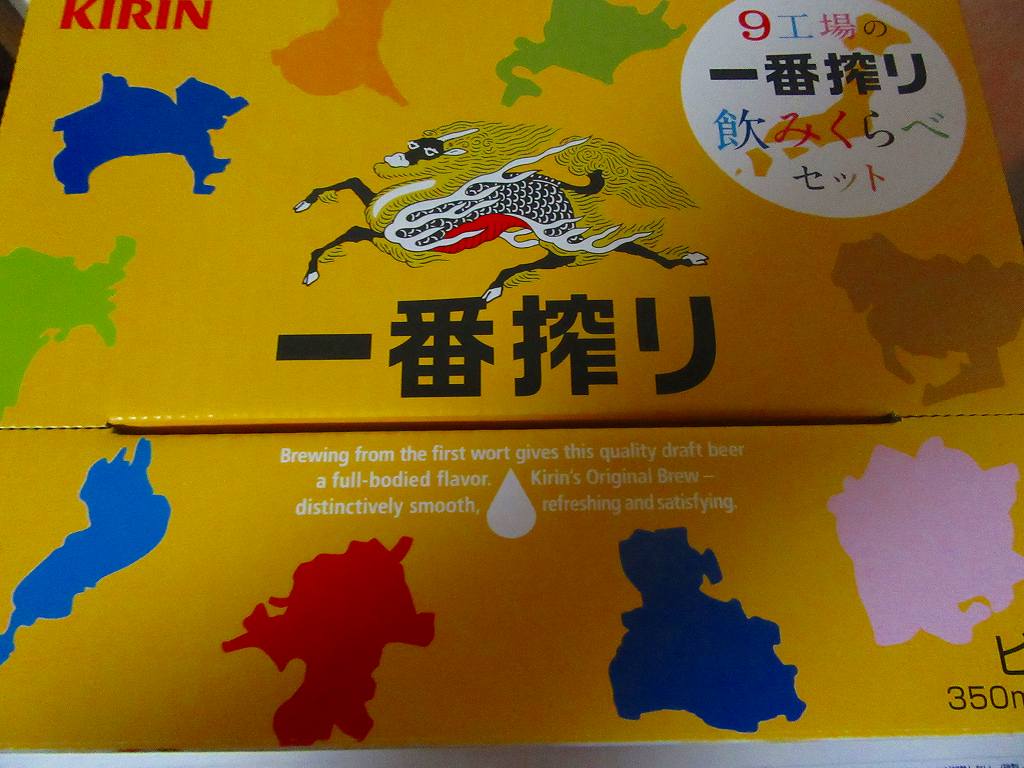 KIRIN
9工場の
一番搾り
飲みくらべ
セット
一番搾り
Brewing from the first wort gives this quality draft beer
a full-bodied flavor. Kirin's Original Brew –
distinctively smooth, refreshing and satisfying.
350m